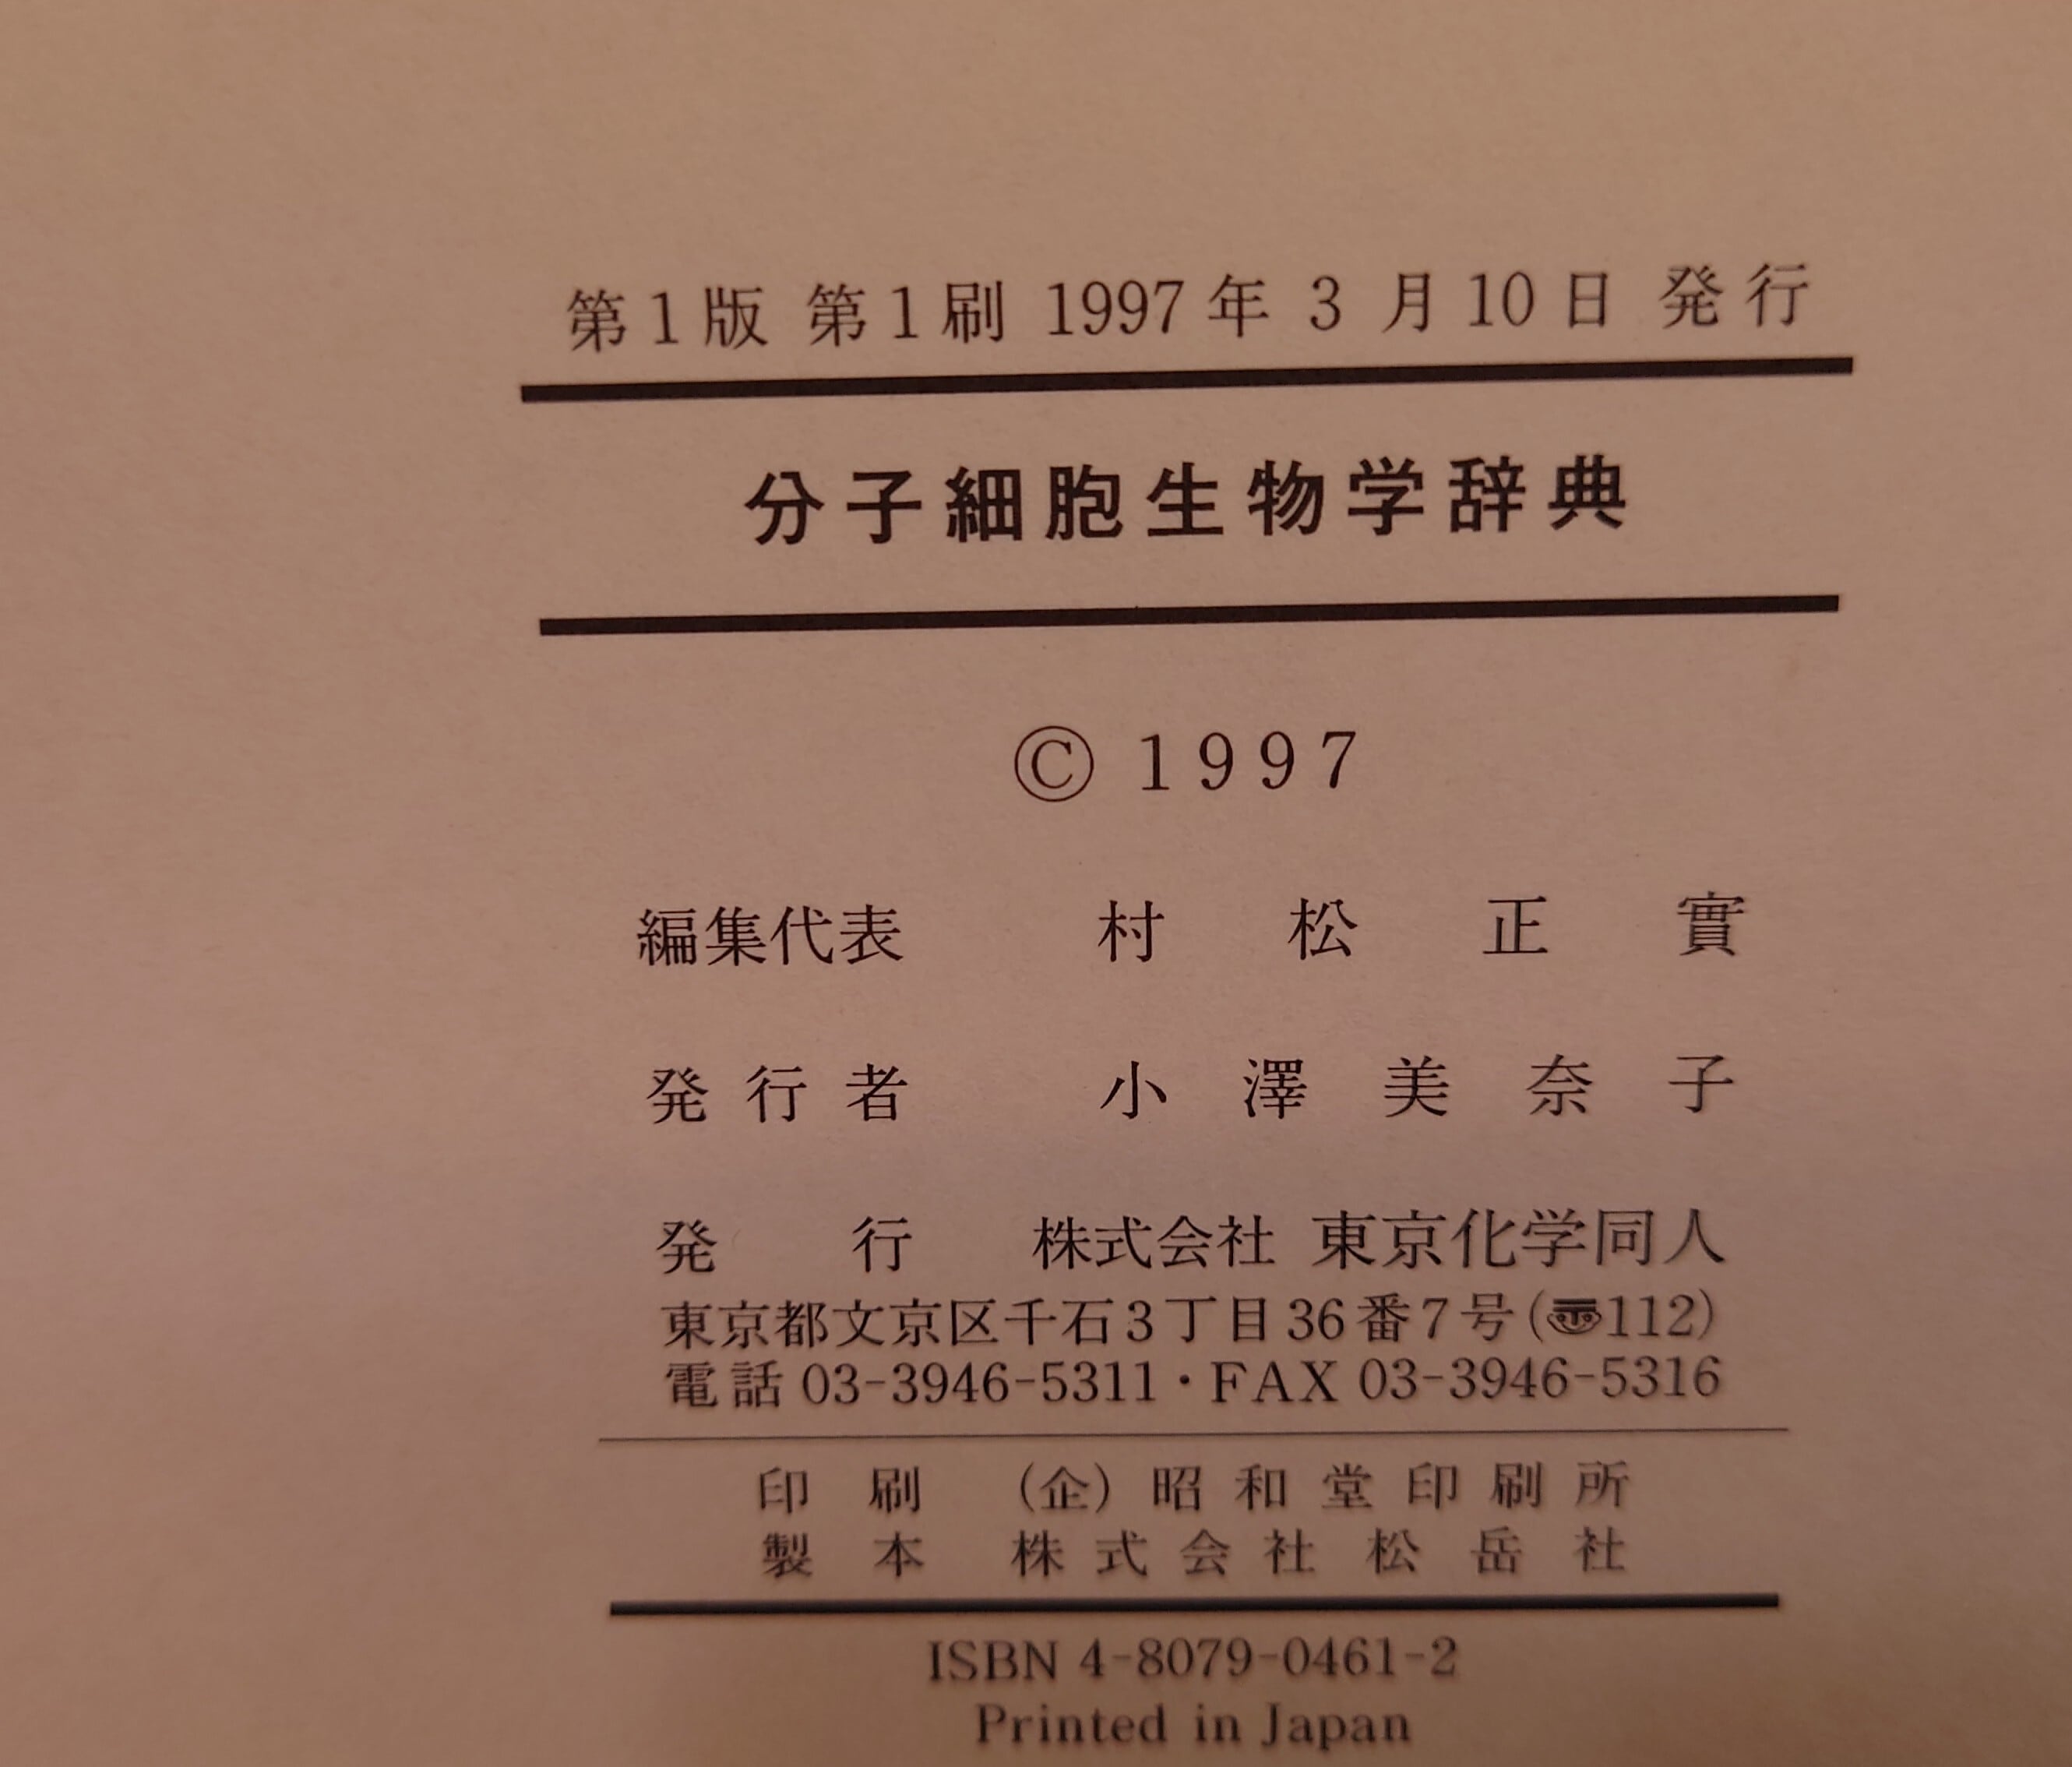 第1版 第1刷 1997年 3月10日 発行
分子細胞生物学辞典
© 1997
編集代表 村松正實
発行者 小澤美奈子
発行 株式会社 東京化学同人
東京都文京区千石3丁目36番7号(〠112)
電話 03-3946-5311・FAX 03-3946-5316
印刷 (企) 昭和堂印刷所
製本 株式会社松岳社
ISBN 4-8079-0461-2
Printed in Japan